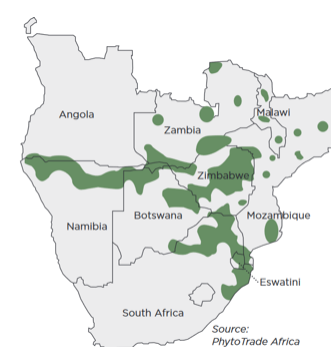 Angola
Malawi
Zambia
Zimbabwe
Botswana
Mozambique
Namibia
Eswatini
South Africa
Source:
PhytoTrade Africa